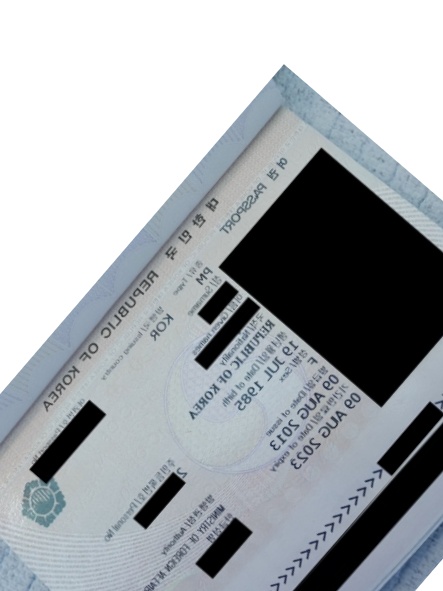 대한민국 REPUBLIC OF KOREA
여권 PASSPORT
종류/Type
발행국/Issuing country
PM
KOR
성/Surname
이름/Given names
국적/Nationality
REPUBLIC OF KOREA
생년월일/Date of birth
19 JUL 1985
성별/Sex
F
발급일/Date of issue
09 AUG 2013
기간만료일/Date of expiry
09 AUG 2023
주민등록번호/Personal No
2
발행관청/Authority
MINISTRY OF FOREIGN AFFAIRS
<<<<<<<<<<<<<<